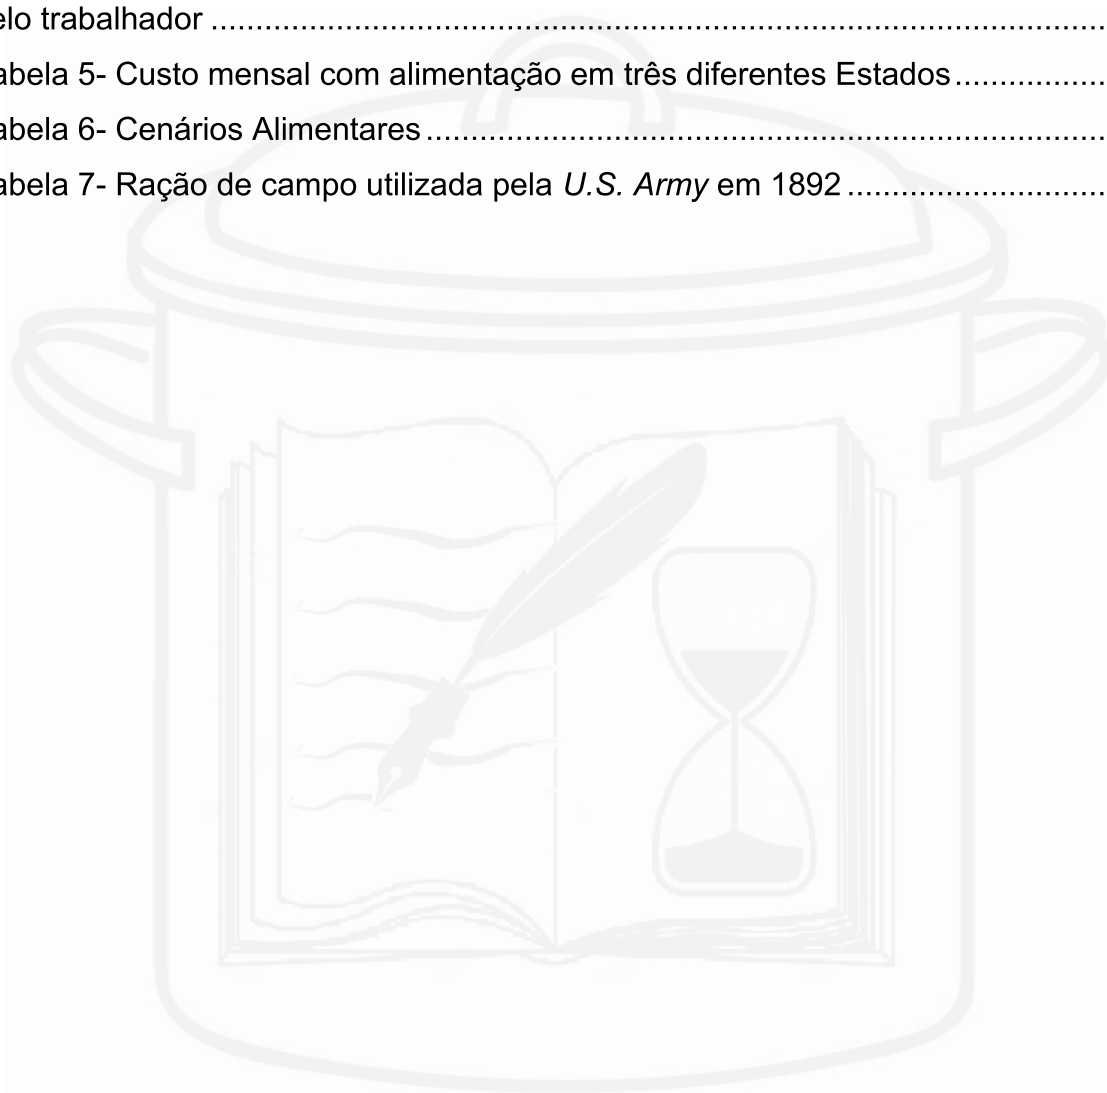 elo trabalhador ........................................................................................................
abela 5- Custo mensal com alimentação em três diferentes Estados.................
abela 6- Cenários Alimentares..............................................................................
abela 7- Ração de campo utilizada pela U.S. Army em 1892.............................